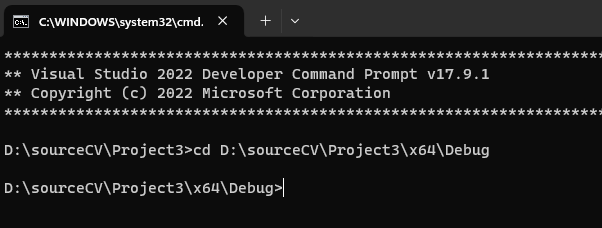 C:\WINDOWS\system32\cmd.
**********************************************************************
** Visual Studio 2022 Developer Command Prompt v17.9.1
** Copyright (c) 2022 Microsoft Corporation
**********************************************************************
D:\sourceCV\Project3>cd D:\sourceCV\Project3\x64\Debug
D:\sourceCV\Project3\x64\Debug>